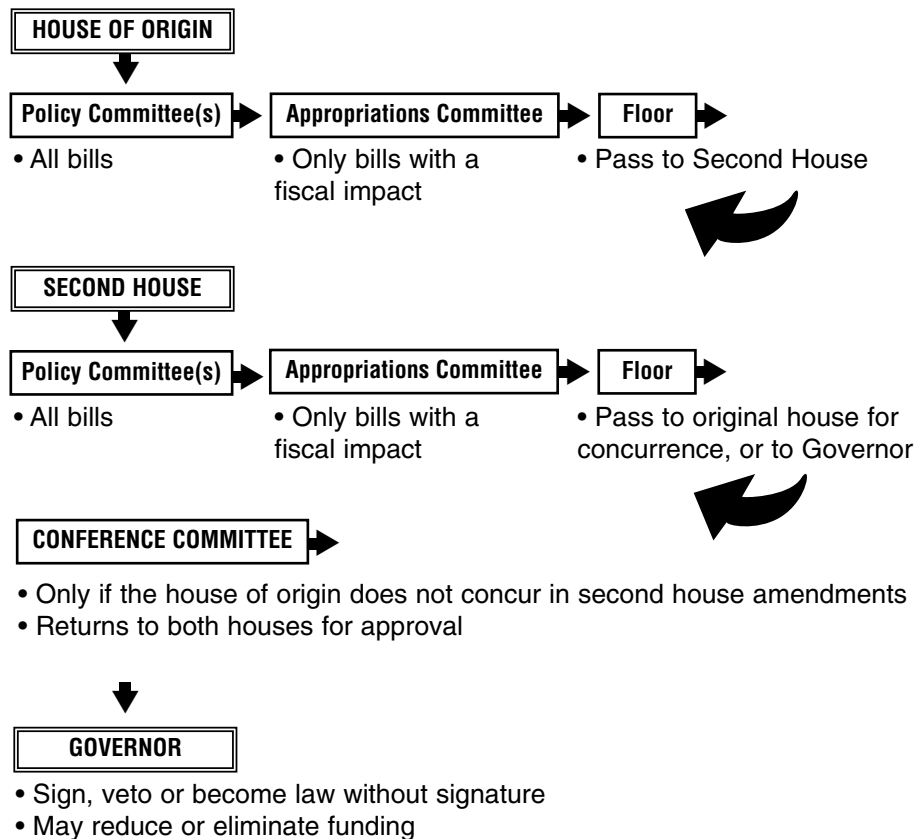 HOUSE OF ORIGIN
Policy Committee(s)
Appropriations Committee
Floor
• All bills
• Only bills with a
fiscal impact
• Pass to Second House
SECOND HOUSE
Policy Committee(s)
Appropriations Committee
Floor
• All bills
• Only bills with a
fiscal impact
• Pass to original house for
concurrence, or to Governor
CONFERENCE COMMITTEE
• Only if the house of origin does not concur in second house amendments
• Returns to both houses for approval
GOVERNOR
• Sign, veto or become law without signature
• May reduce or eliminate funding